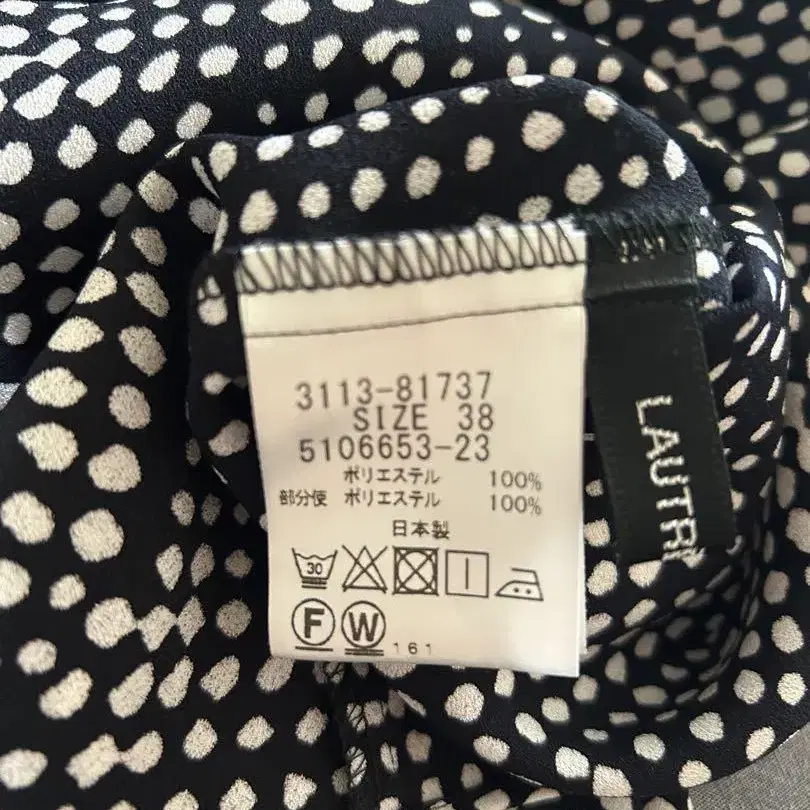 3113-81737
SIZE 38
5106653-23
ポリエステル 100%
部分使 ポリエステル 100%
日本製
30
F W 161